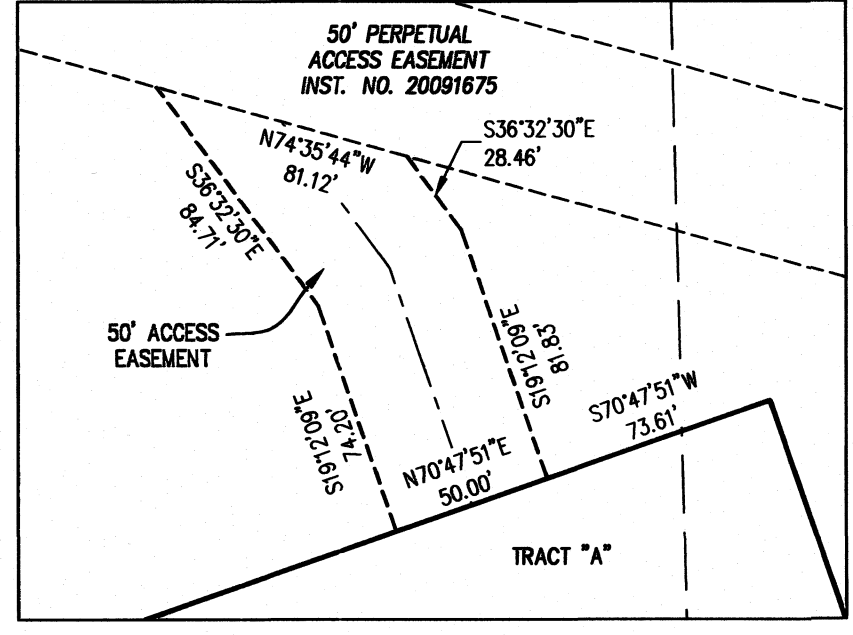 50' PERPETUAL
ACCESS EASEMENT
INST. NO. 20091675
S36°32'30"E
28.46'
N74°35'44"W
81.12'
S36°32'30"E
84.71'
50' ACCESS
EASEMENT
S19°12'09"E
81.83'
S19°12'09"E
74.20'
S70°47'51"W
73.61'
N70°47'51"E
50.00'
TRACT "A"